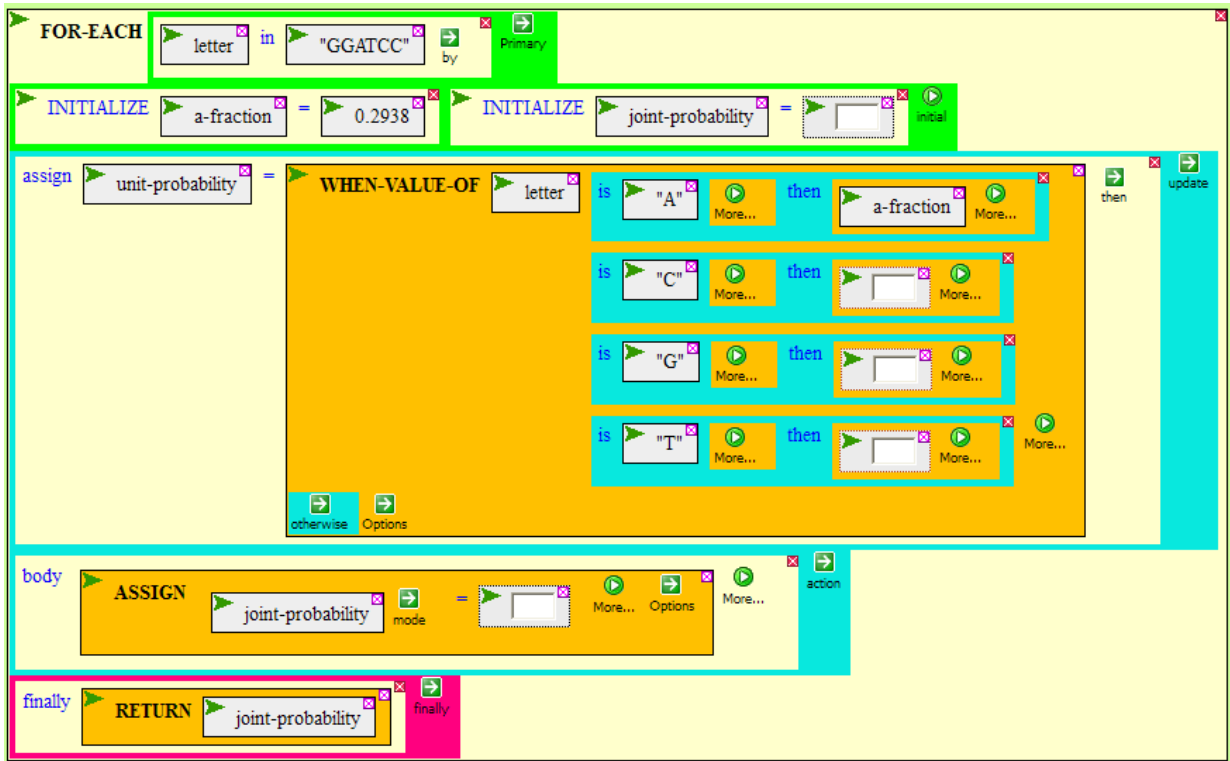 FOR-EACH letter in "GGATCC" by Primary
INITIALIZE a-fraction = 0.2938 INITIALIZE joint-probability = initial
assign unit-probability = WHEN-VALUE-OF letter is "A" More... then a-fraction More... then update
is "C" More... then More...
is "G" More... then More...
is "T" More... then More... More...
otherwise Options
body ASSIGN joint-probability mode = More... Options More... action
finally RETURN joint-probability finally